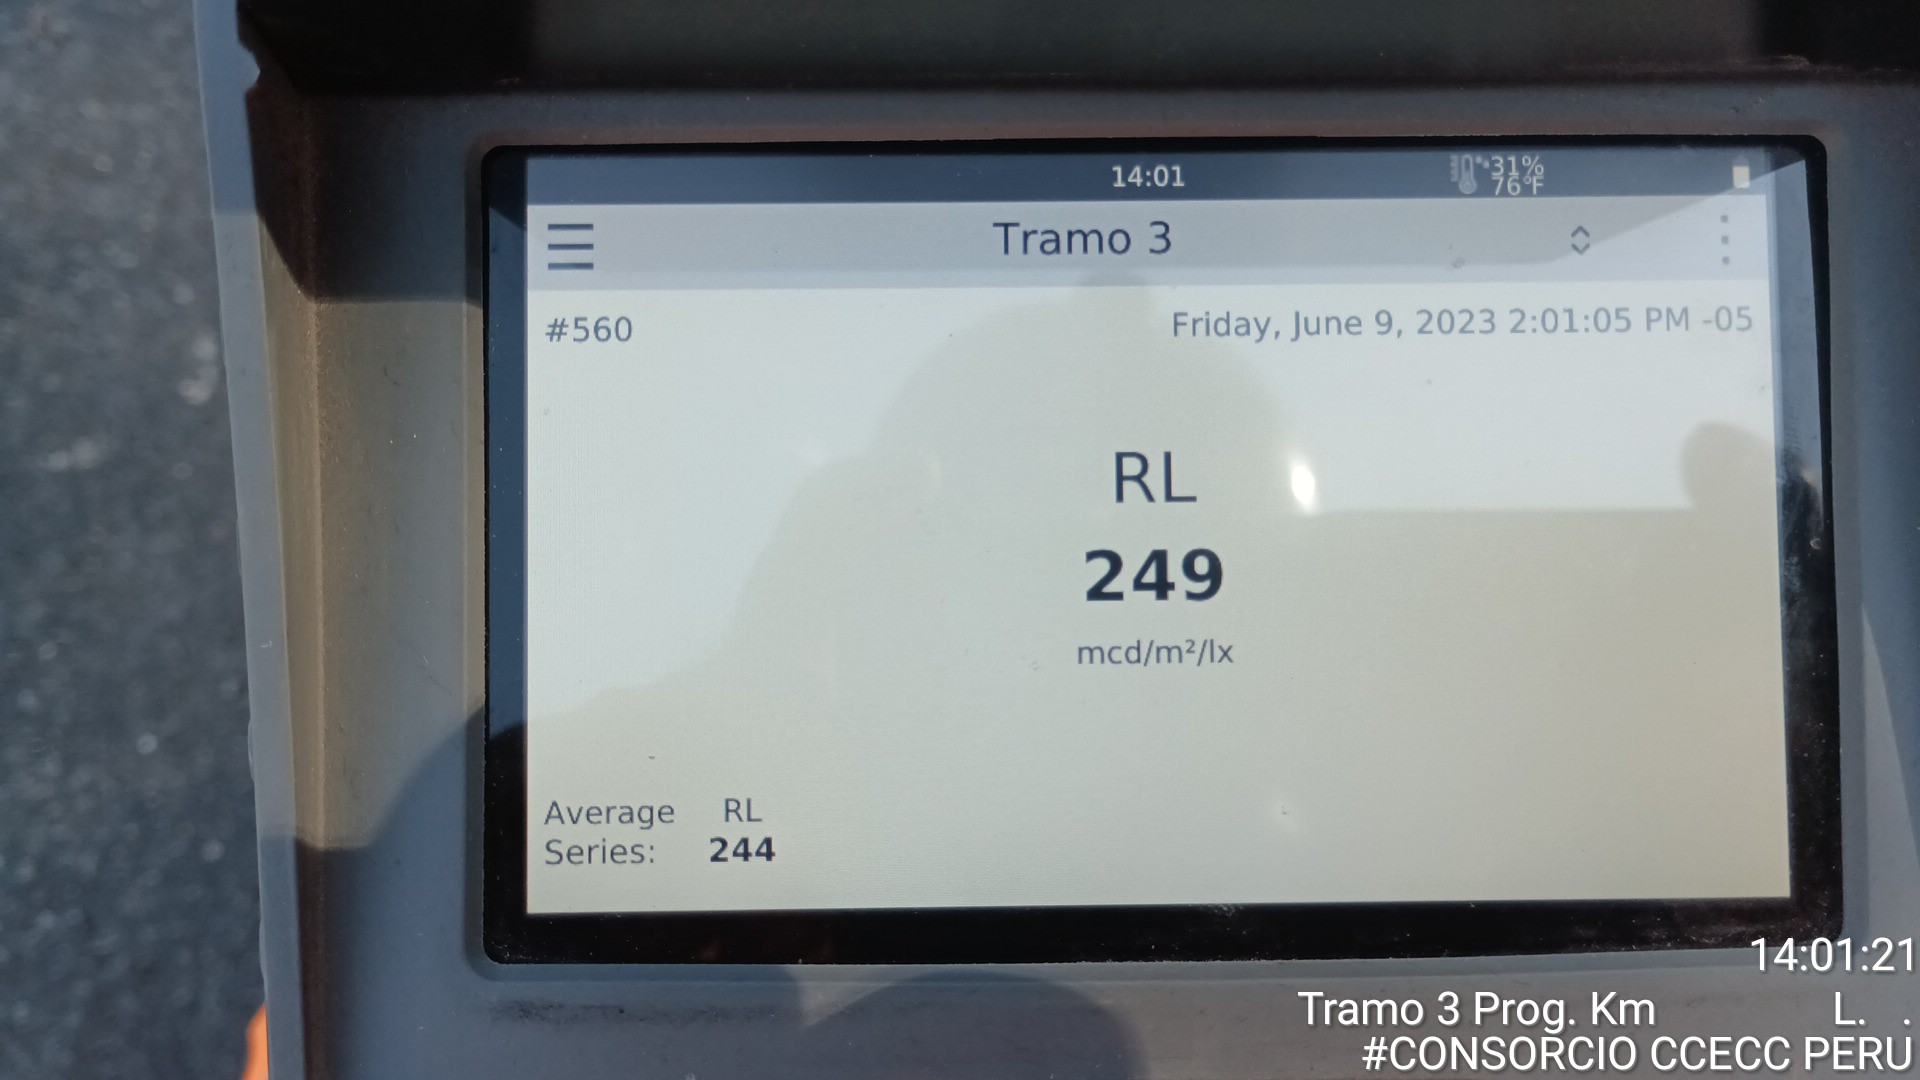 14:01
31%
76°F
Tramo 3
#560
Friday, June 9, 2023 2:01:05 PM -05
RL
249
mcd/m²/lx
Average RL
Series: 244
14:01:21
Tramo 3 Prog. Km L. .
#CONSORCIO CCECC PERU